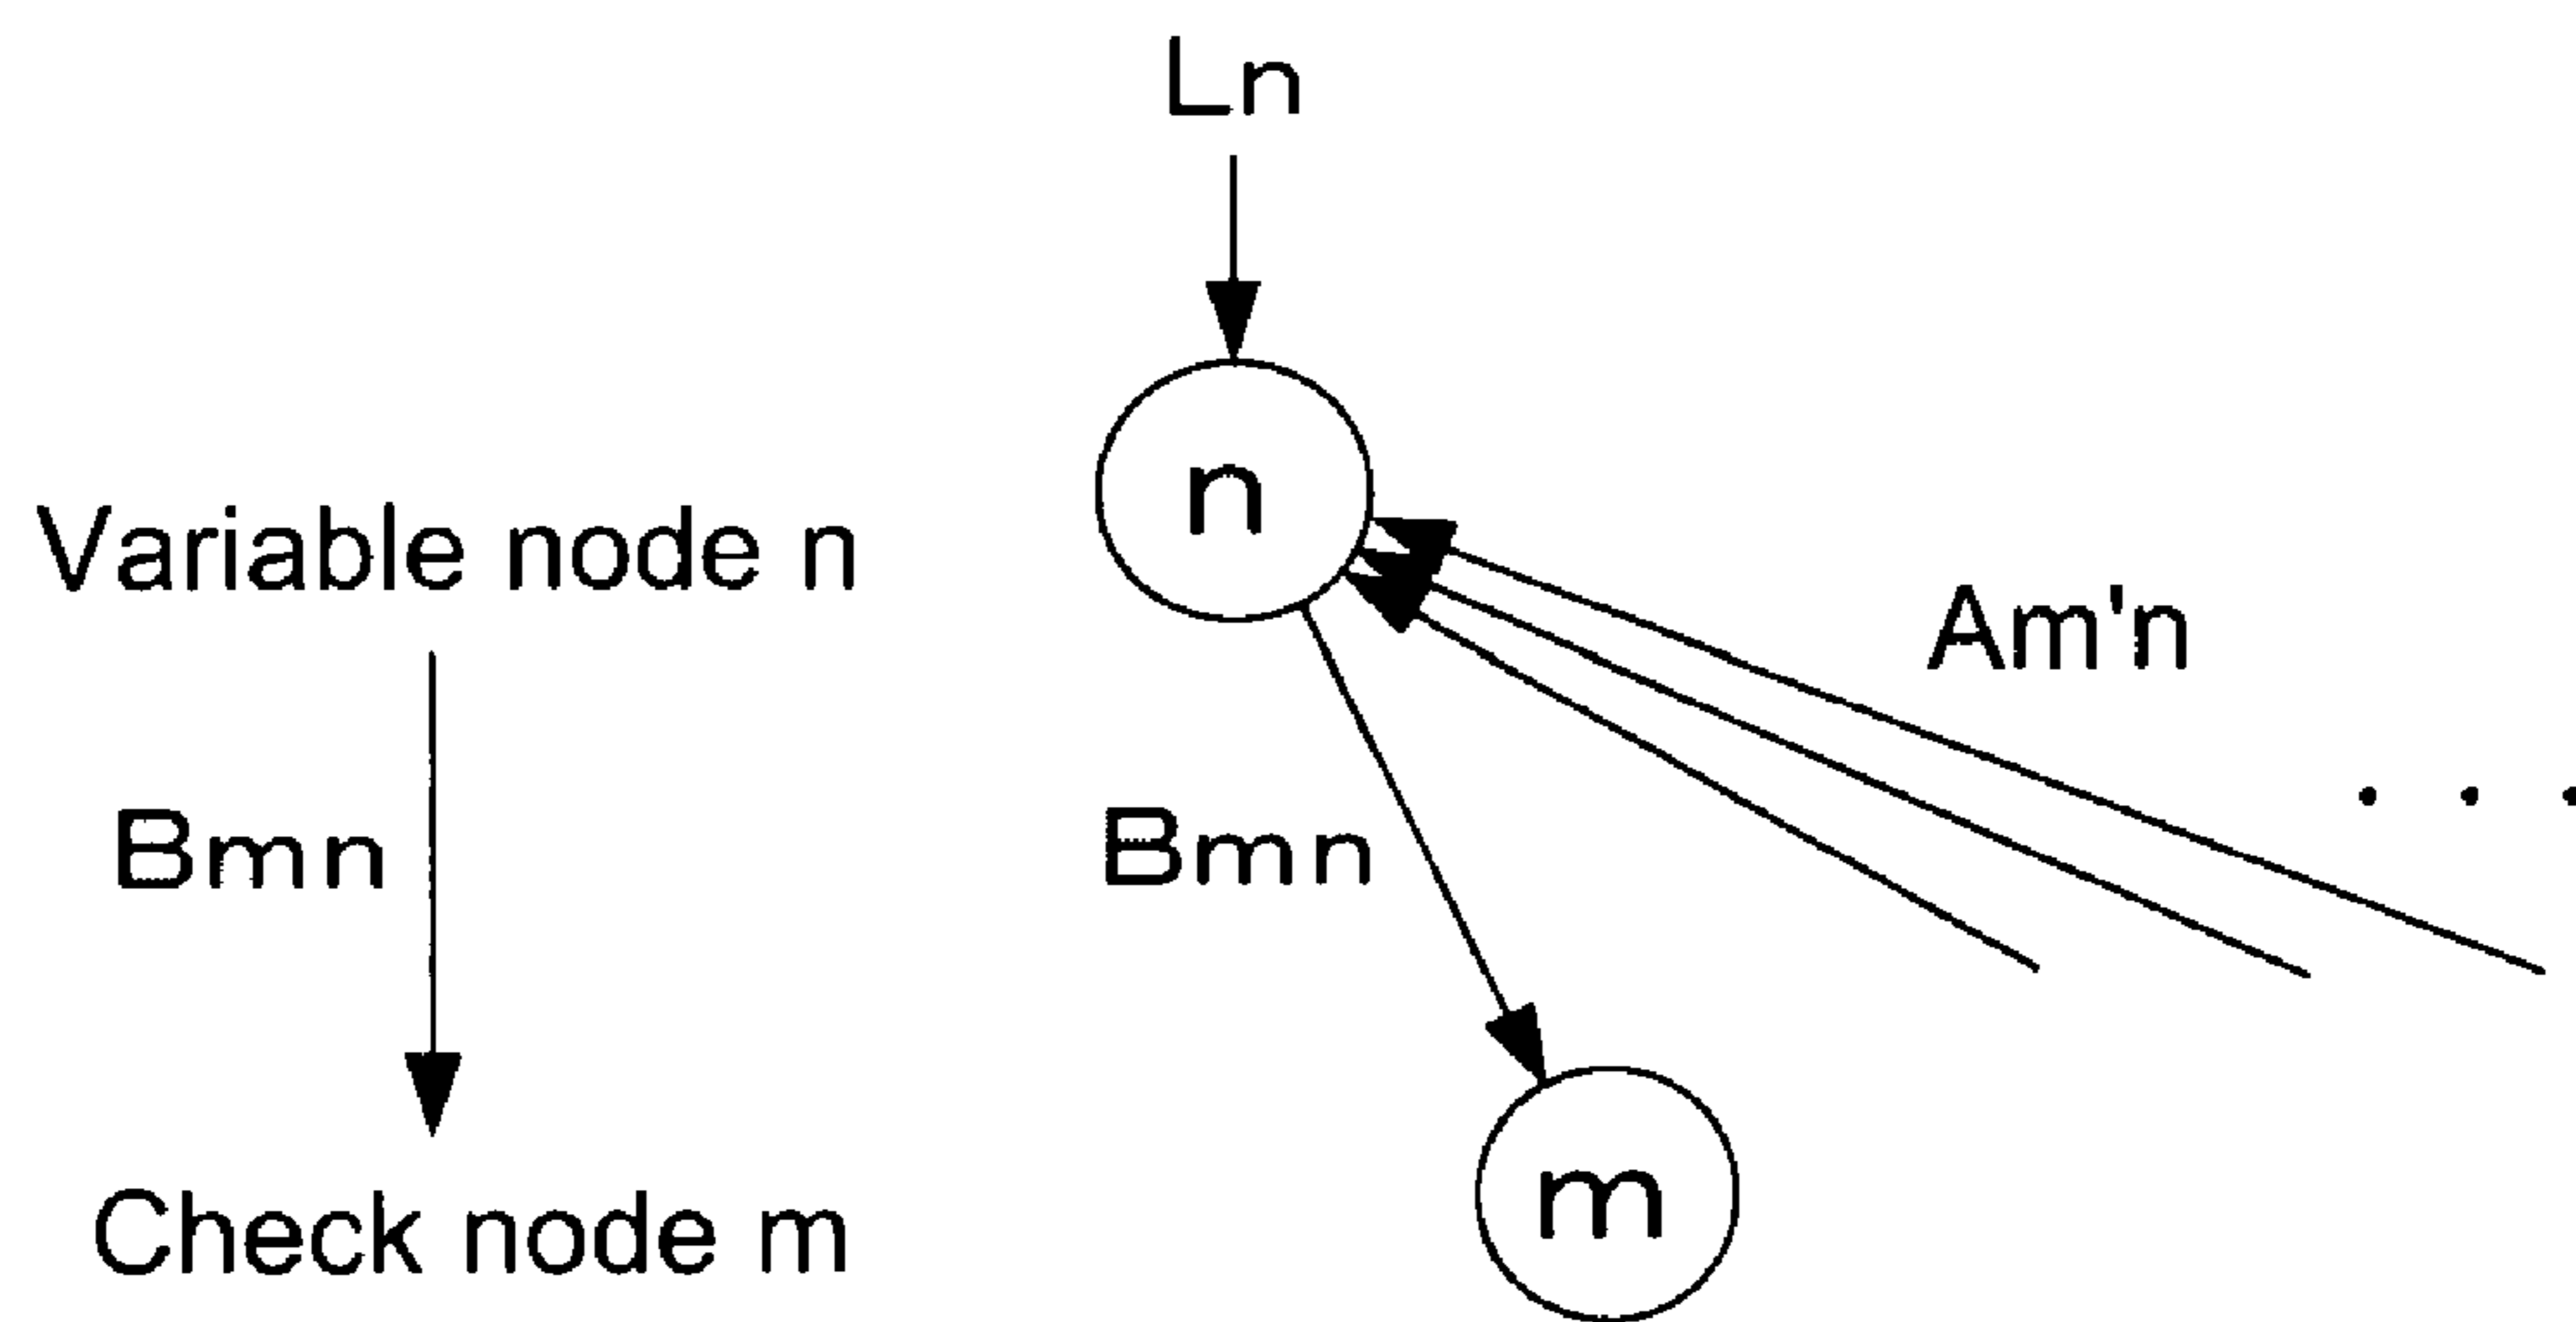 Ln
n
Variable node n
Am'n
. . .
Bmn
Bmn
m
Check node m